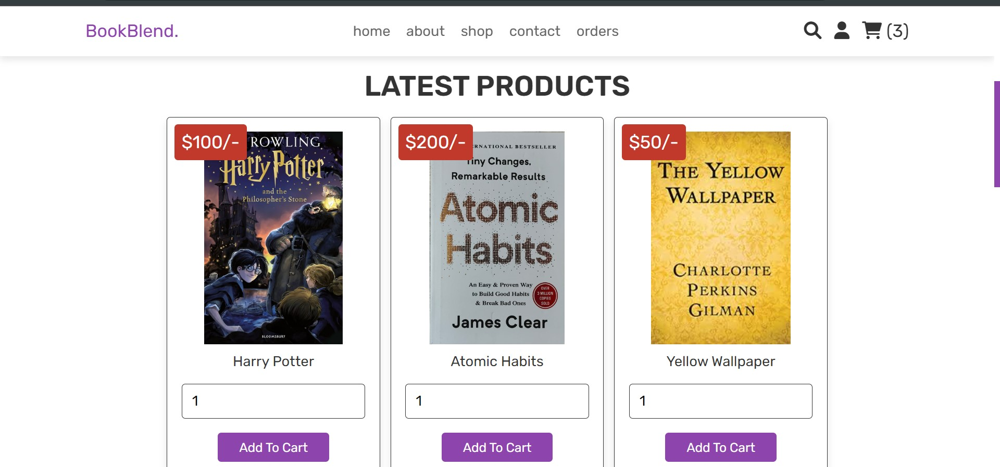 BookBlend.
home about shop contact orders
(3)
LATEST PRODUCTS
$100/-
ROWLING
Harry Potter
and the
Philosopher's Stone
BLOOMSBURY
Harry Potter
1
Add To Cart
$200/-
ERNATIONAL BESTSELLER
Tiny Changes,
Remarkable Results
Atomic
Habits
An Easy & Proven Way
to Build Good Habits
& Break Bad Ones
OVER
3 MILLION
COPIES
SOLD
James Clear
Atomic Habits
1
Add To Cart
$50/-
THE YELLOW
WALLPAPER
CHARLOTTE
PERKINS
GILMAN
Yellow Wallpaper
1
Add To Cart